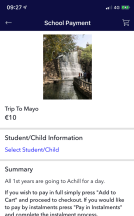 09:27
4G
School Payment
Trip To Mayo
€10
Student/Child Information
Select Student/Child
Summary
All 1st years are going to Achill for a day.
If you wish to pay in full simply press "Add to
Cart" and proceed to checkout. If you would like
to pay by instalments press "Pay in Instalments"
and complete the instalment process.